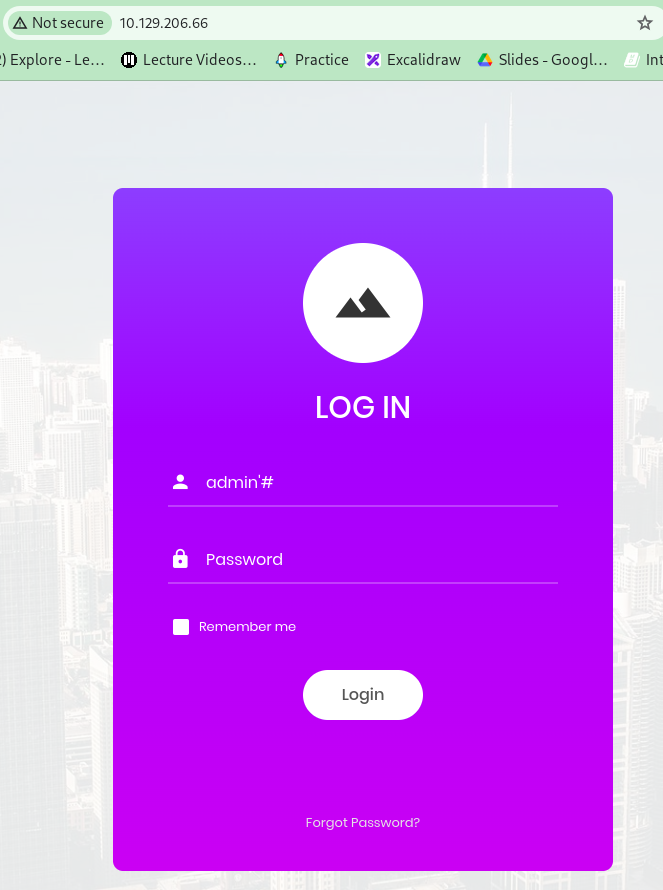 Not secure 10.129.206.66
) Explore - Le... Lecture Videos... Practice Excalidraw Slides - Googl... Int
LOG IN
admin'#
Password
Remember me
Login
Forgot Password?